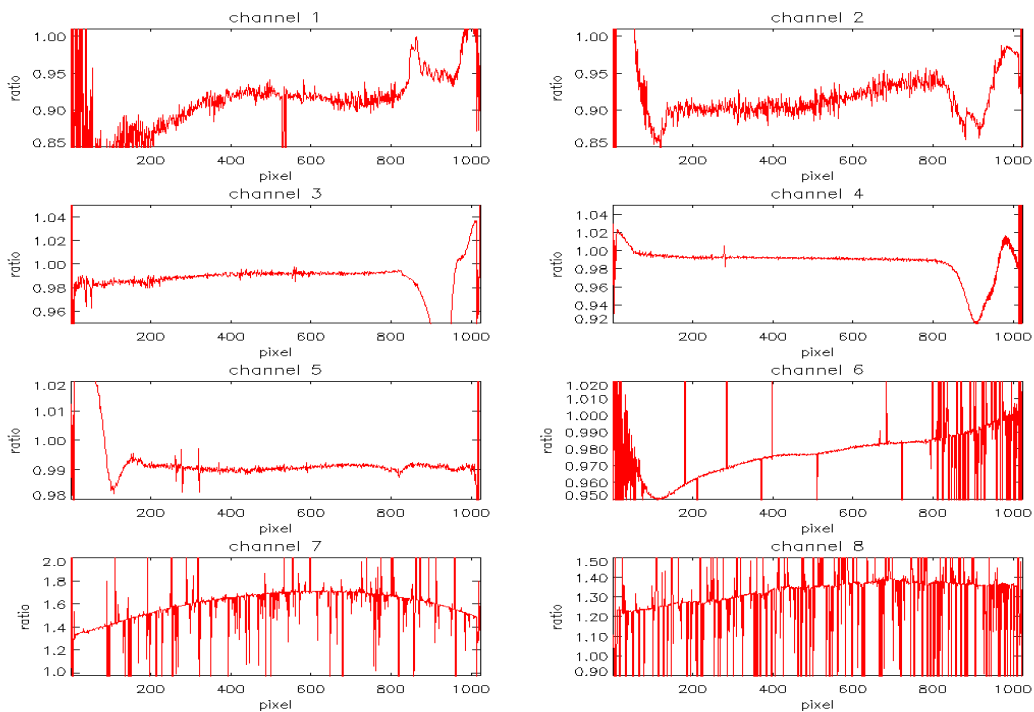 channel 1
1.00
0.95
0.90
0.85
ratio
200 400 600 800 1000
pixel
channel 2
1.00
0.95
0.90
0.85
ratio
200 400 600 800 1000
pixel
channel 3
1.04
1.02
1.00
0.98
0.96
ratio
200 400 600 800 1000
pixel
channel 4
1.04
1.02
1.00
0.98
0.96
0.94
0.92
ratio
200 400 600 800 1000
pixel
channel 5
1.02
1.01
1.00
0.99
0.98
ratio
200 400 600 800 1000
pixel
channel 6
1.020
1.010
1.000
0.990
0.980
0.970
0.960
0.950
ratio
200 400 600 800 1000
pixel
channel 7
2.0
1.8
1.6
1.4
1.2
1.0
ratio
200 400 600 800 1000
pixel
channel 8
1.50
1.40
1.30
1.20
1.10
1.00
0.90
ratio
200 400 600 800 1000
pixel